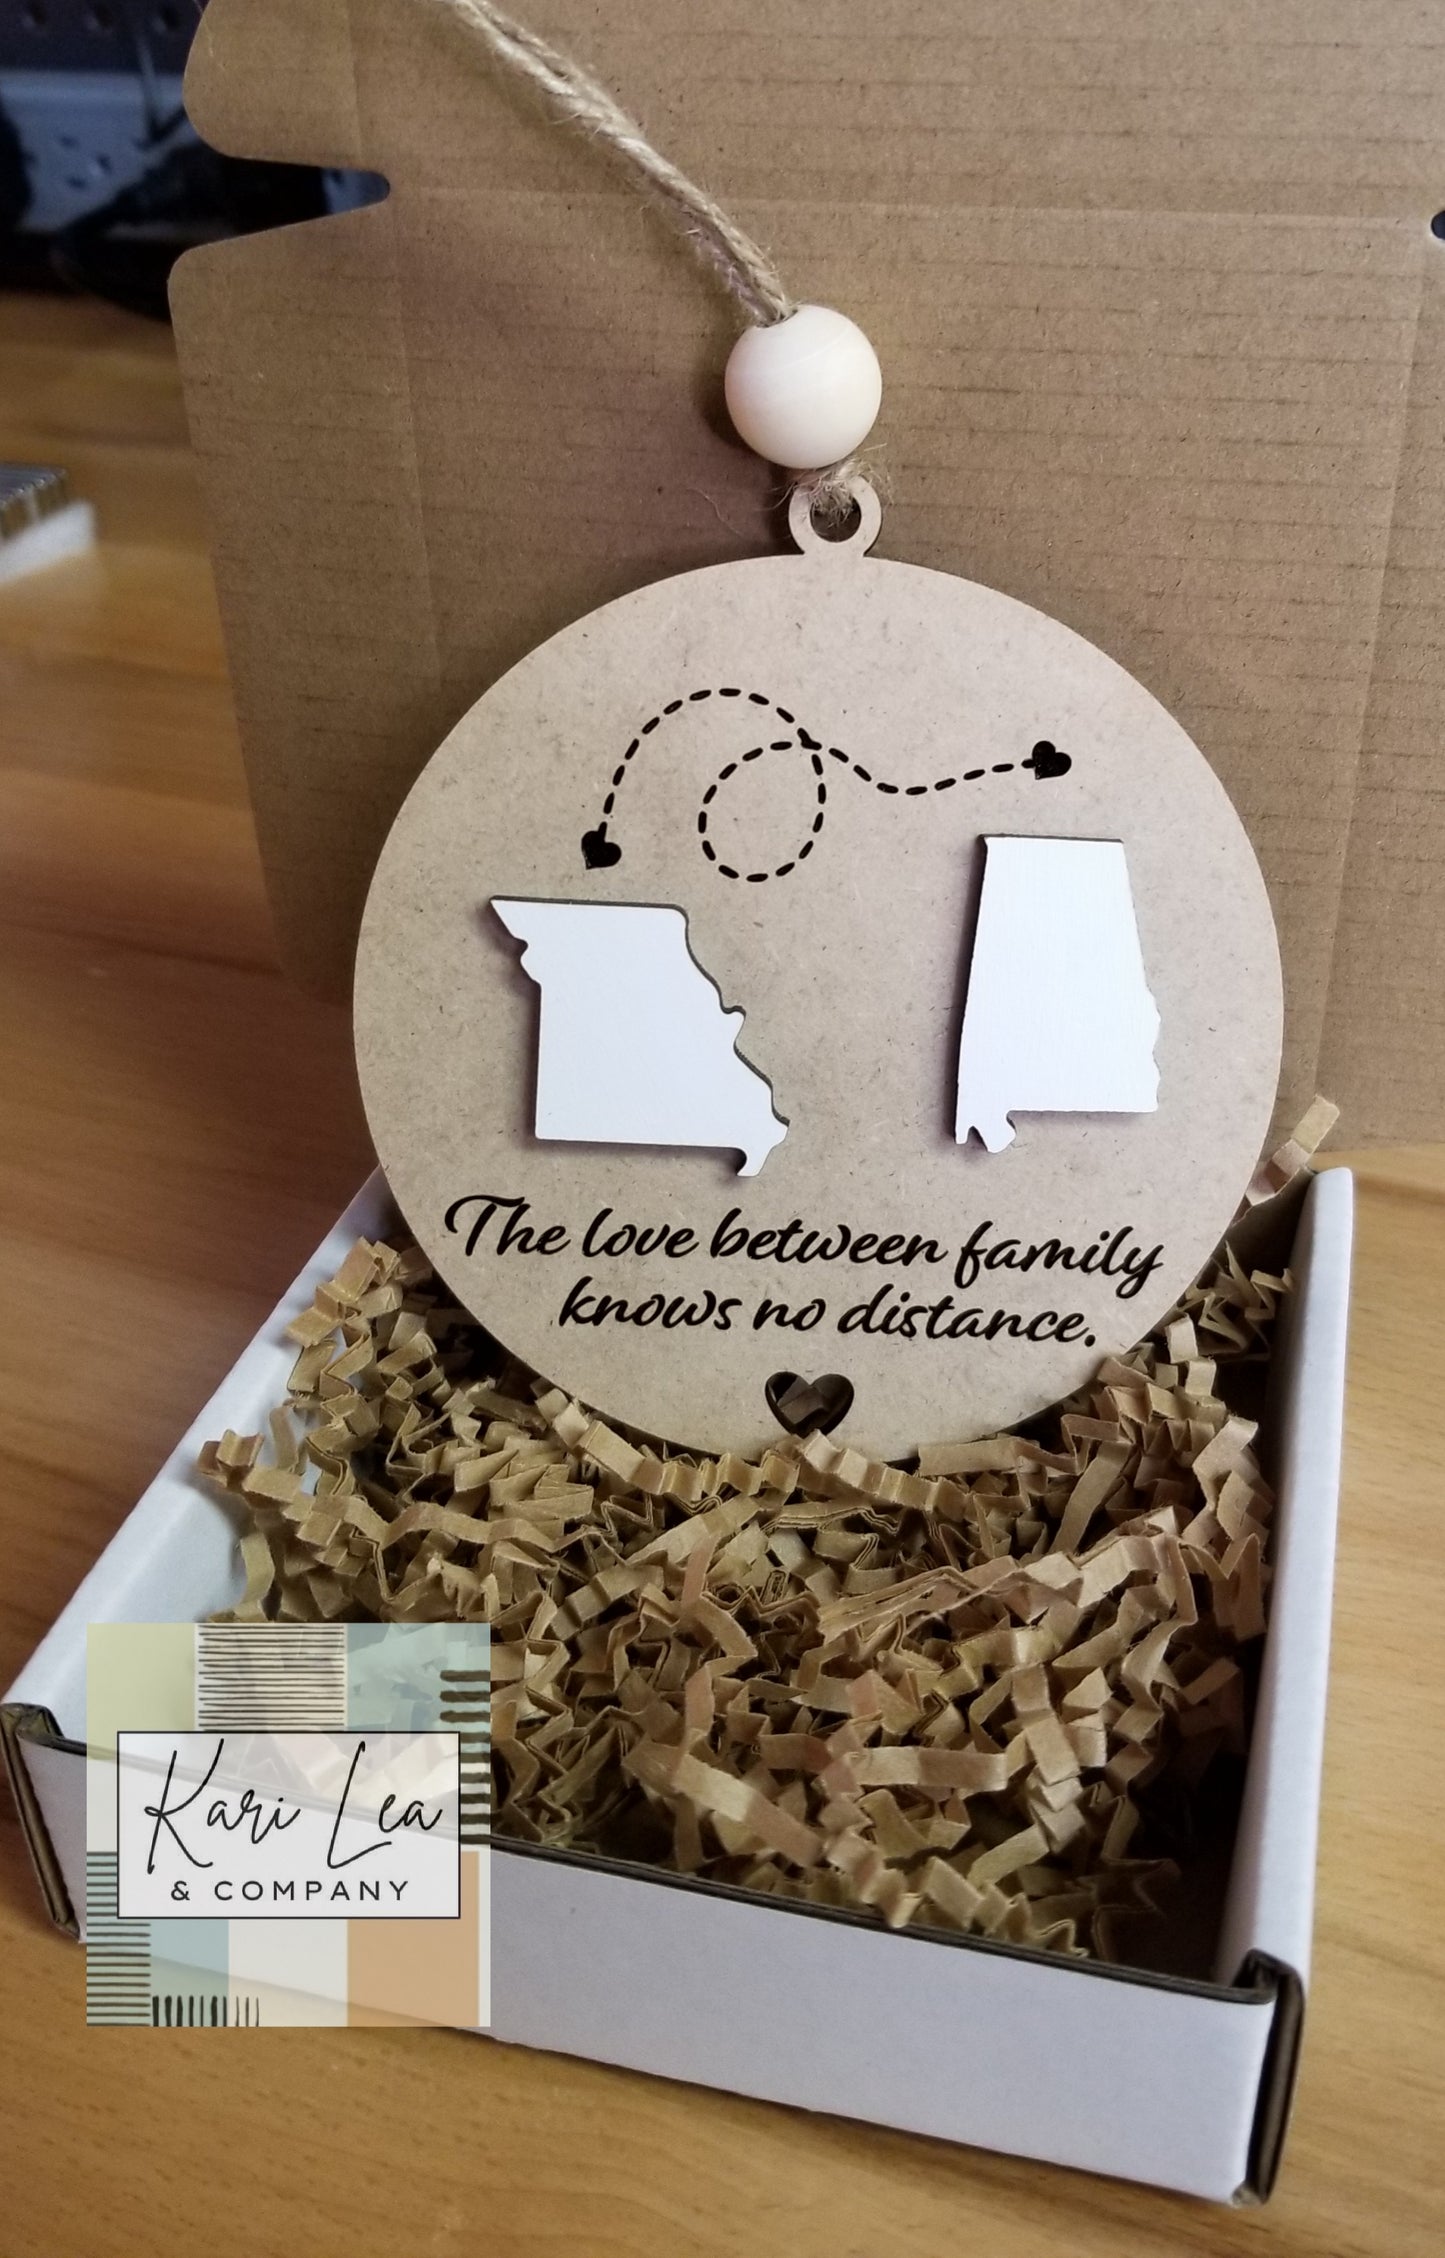 The love between family
knows no distance.
Kari Lea
& COMPANY